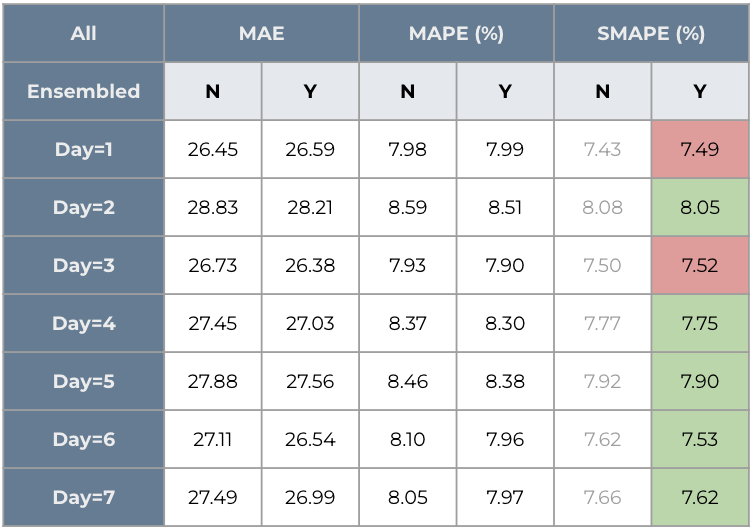 All MAE MAPE (%) SMAPE (%)
Ensembled N Y N Y N Y
Day=1 26.45 26.59 7.98 7.99 7.43 7.49
Day=2 28.83 28.21 8.59 8.51 8.08 8.05
Day=3 26.73 26.38 7.93 7.90 7.50 7.52
Day=4 27.45 27.03 8.37 8.30 7.77 7.75
Day=5 27.88 27.56 8.46 8.38 7.92 7.90
Day=6 27.11 26.54 8.10 7.96 7.62 7.53
Day=7 27.49 26.99 8.05 7.97 7.66 7.62